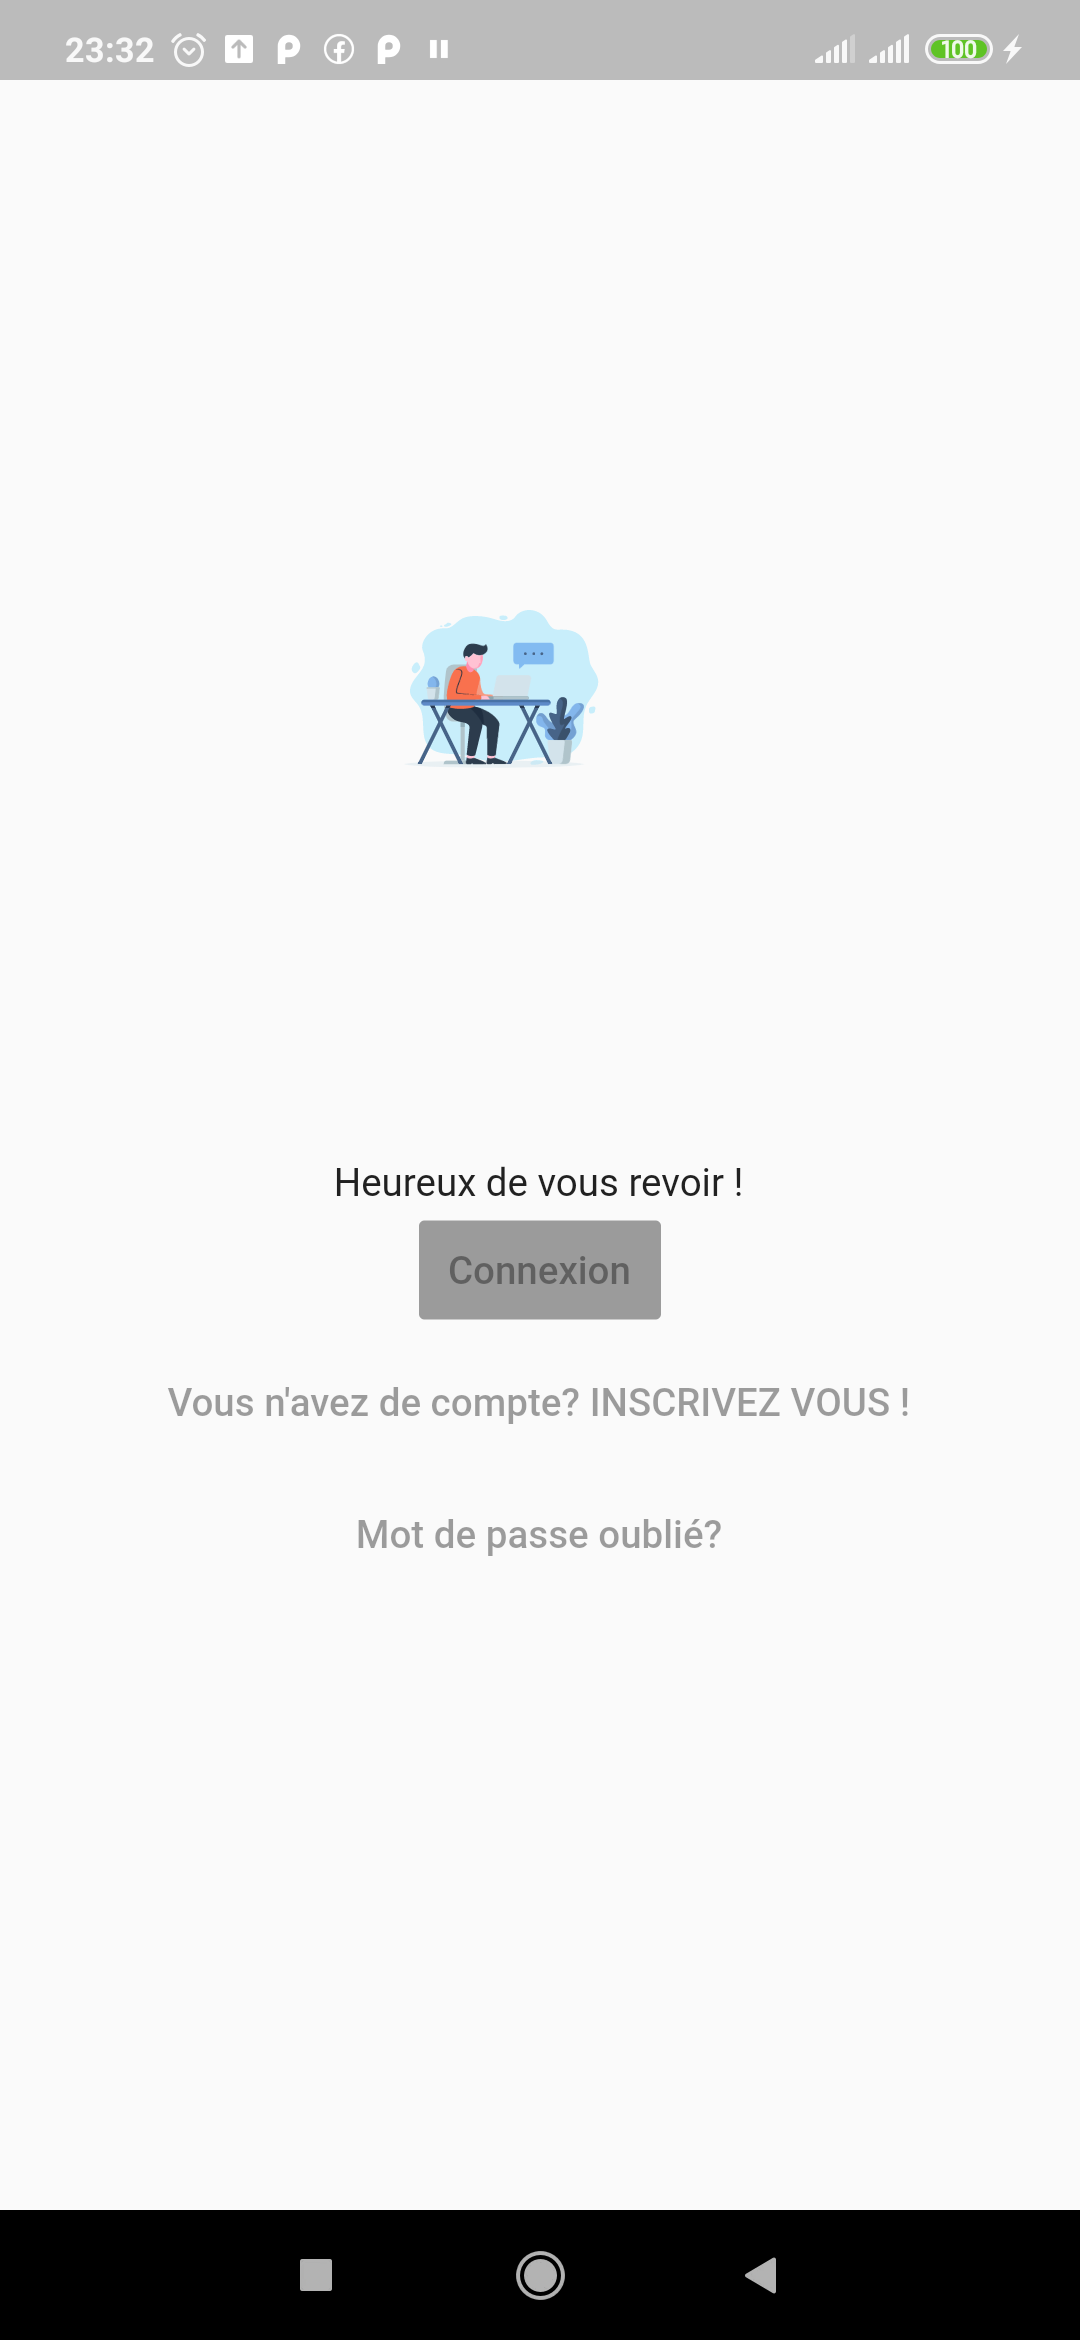 23:32
100
Heureux de vous revoir !
Connexion
Vous n'avez de compte? INSCRIVEZ VOUS !
Mot de passe oublié?